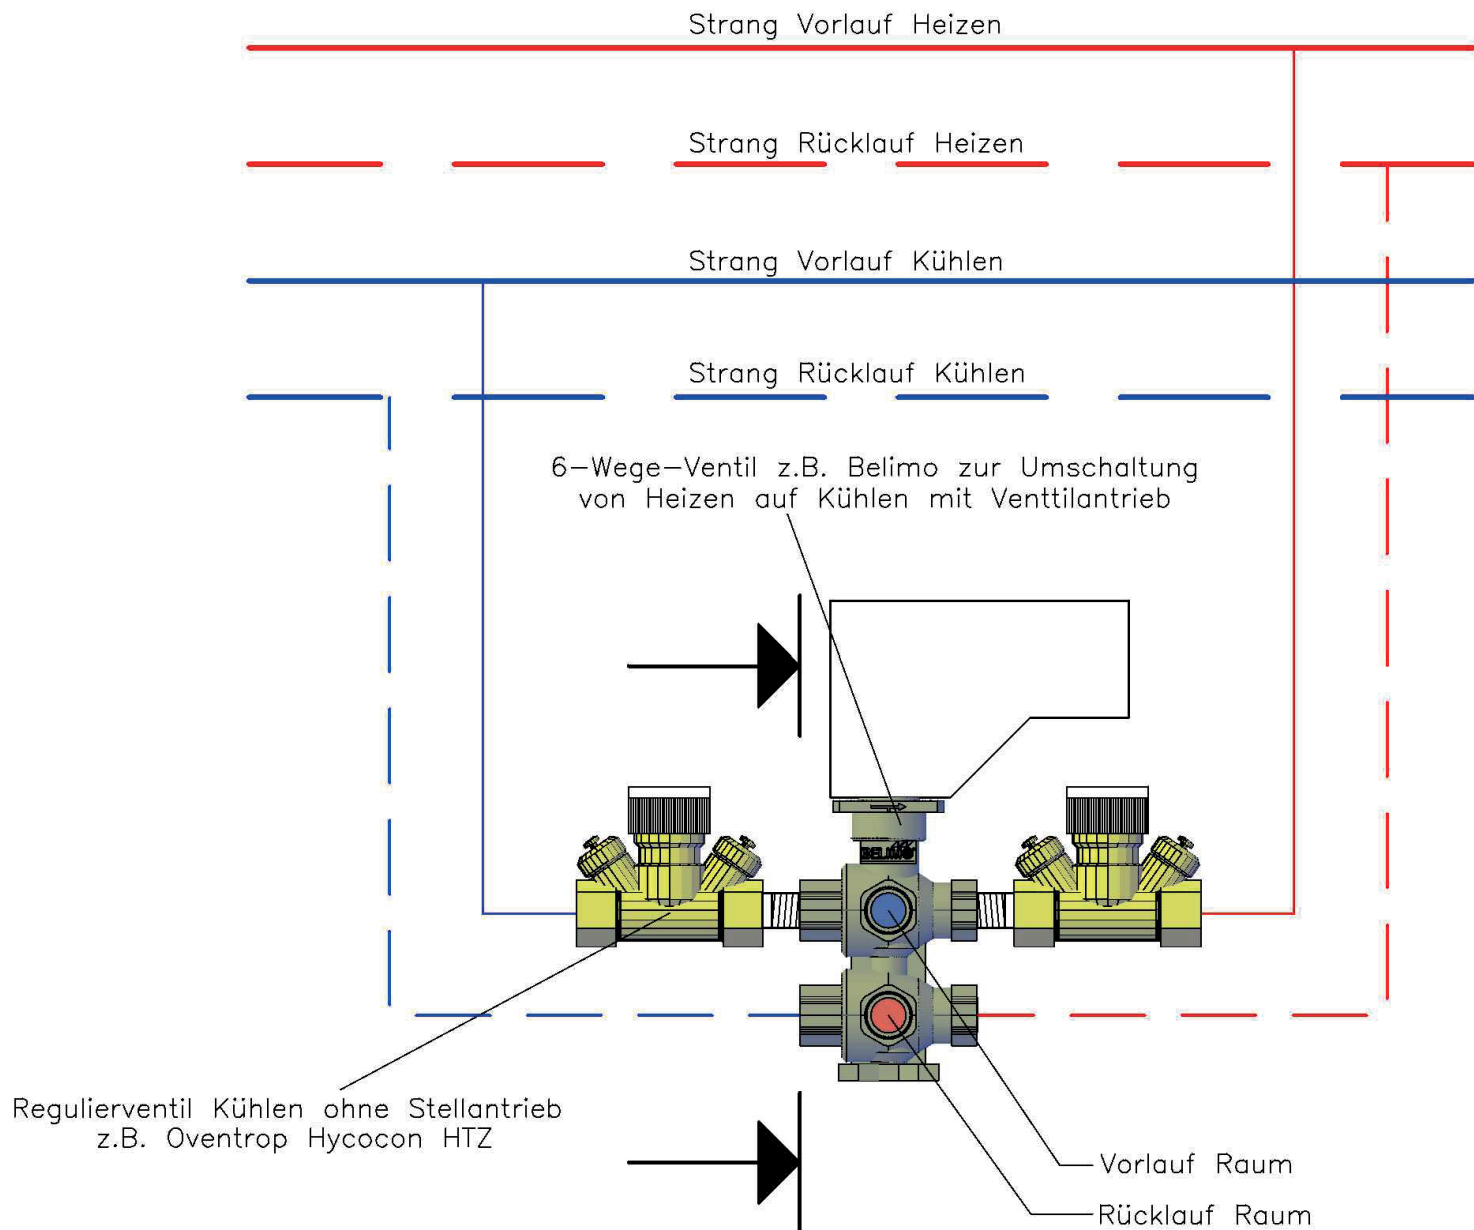 Strang Vorlauf Heizen
Strang Rücklauf Heizen
Strang Vorlauf Kühlen
Strang Rücklauf Kühlen
6-Wege-Ventil z.B. Belimo zur Umschaltung
von Heizen auf Kühlen mit Venttilantrieb
BELIMO
Regulierventil Kühlen ohne Stellantrieb
z.B. Oventrop Hycocon HTZ
Vorlauf Raum
Rücklauf Raum